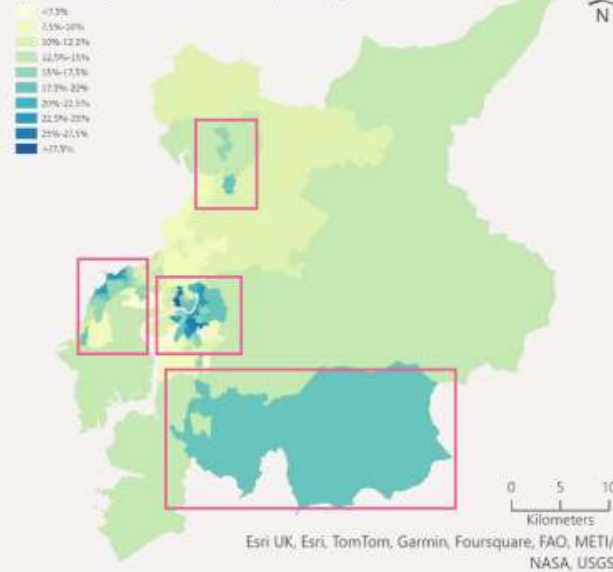 <7.5%
N
7.5%-10%
10%-12.5%
12.5%-15%
15%-17.5%
17.5%-20%
20%-22.5%
22.5%-25%
25%-27.5%
>27.5%
0 5 10
Kilometers
Esri UK, Esri, TomTom, Garmin, Foursquare, FAO, METI/
NASA, USGS